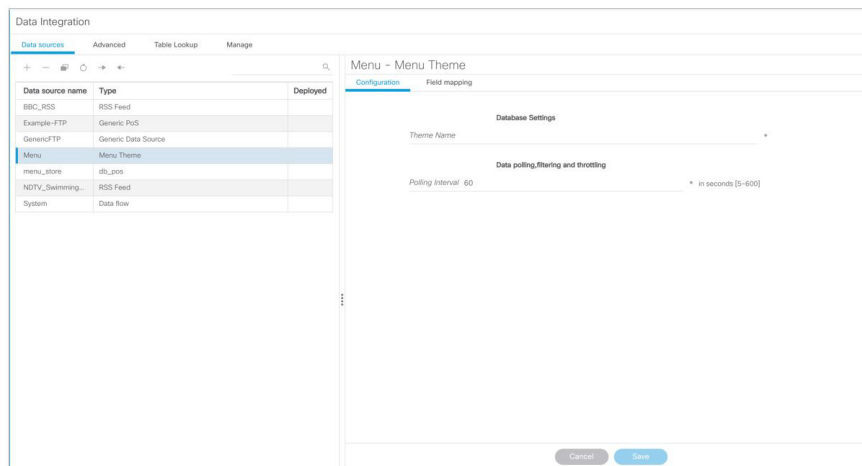 Data Integration
Data sources Advanced Table Lookup Manage
Data source name Type Deployed
BBC_RSS RSS Feed
Example-FTP Generic PoS
GenericFTP Generic Data Source
Menu Menu Theme
menu_store db_pos
NDTV_Swimming... RSS Feed
System Data flow
Menu - Menu Theme
Configuration Field mapping
Database Settings
Theme Name *
Data polling,filtering and throttling
Polling Interval 60 * in seconds [5-600]
Cancel Save